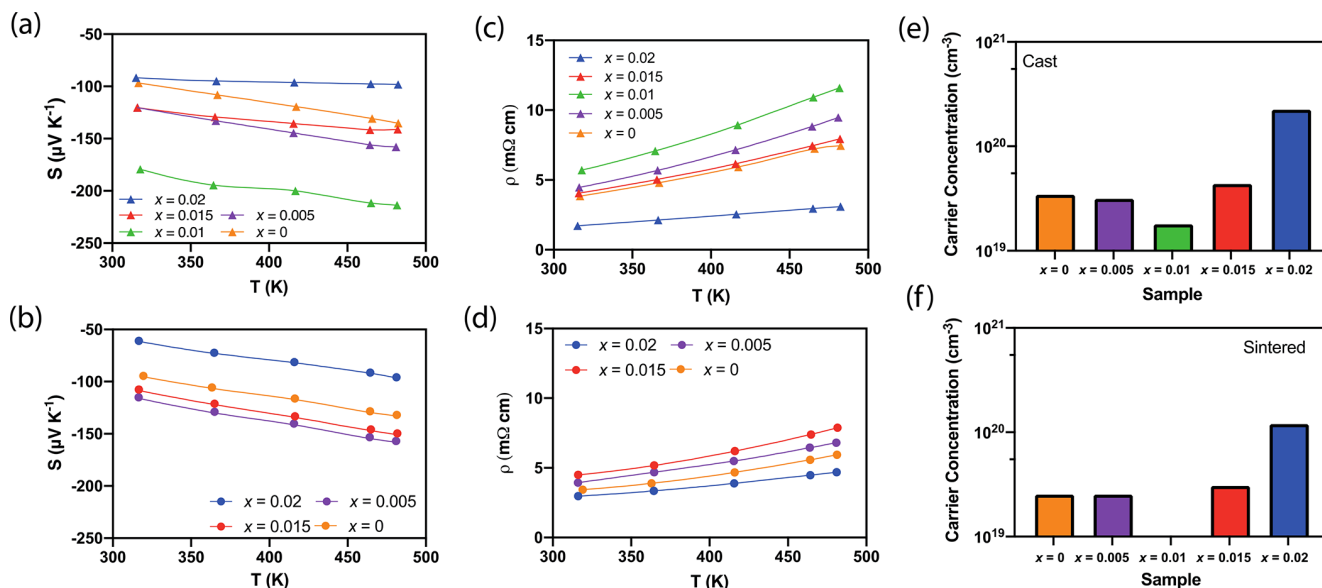 (a)
-50
-100
-150
-200
-250
S (µV K⁻¹)
x = 0.02
x = 0.015
x = 0.005
x = 0.01
x = 0
300
350
400
450
500
T (K)
(c)
15
10
5
0
ρ (mΩ cm)
x = 0.02
x = 0.015
x = 0.01
x = 0.005
x = 0
300
350
400
450
500
T (K)
(e)
10²¹
10²⁰
10¹⁹
Carrier Concentration (cm⁻³)
Cast
x = 0
x = 0.005
x = 0.01
x = 0.015
x = 0.02
Sample
(b)
-50
-100
-150
-200
-250
S (µV K⁻¹)
x = 0.02
x = 0.005
x = 0.015
x = 0
300
350
400
450
500
T (K)
(d)
15
10
5
0
ρ (mΩ cm)
x = 0.02
x = 0.005
x = 0.015
x = 0
300
350
400
450
500
T (K)
(f)
10²¹
10²⁰
10¹⁹
Carrier Concentration (cm⁻³)
Sintered
x = 0
x = 0.005
x = 0.01
x = 0.015
x = 0.02
Sample